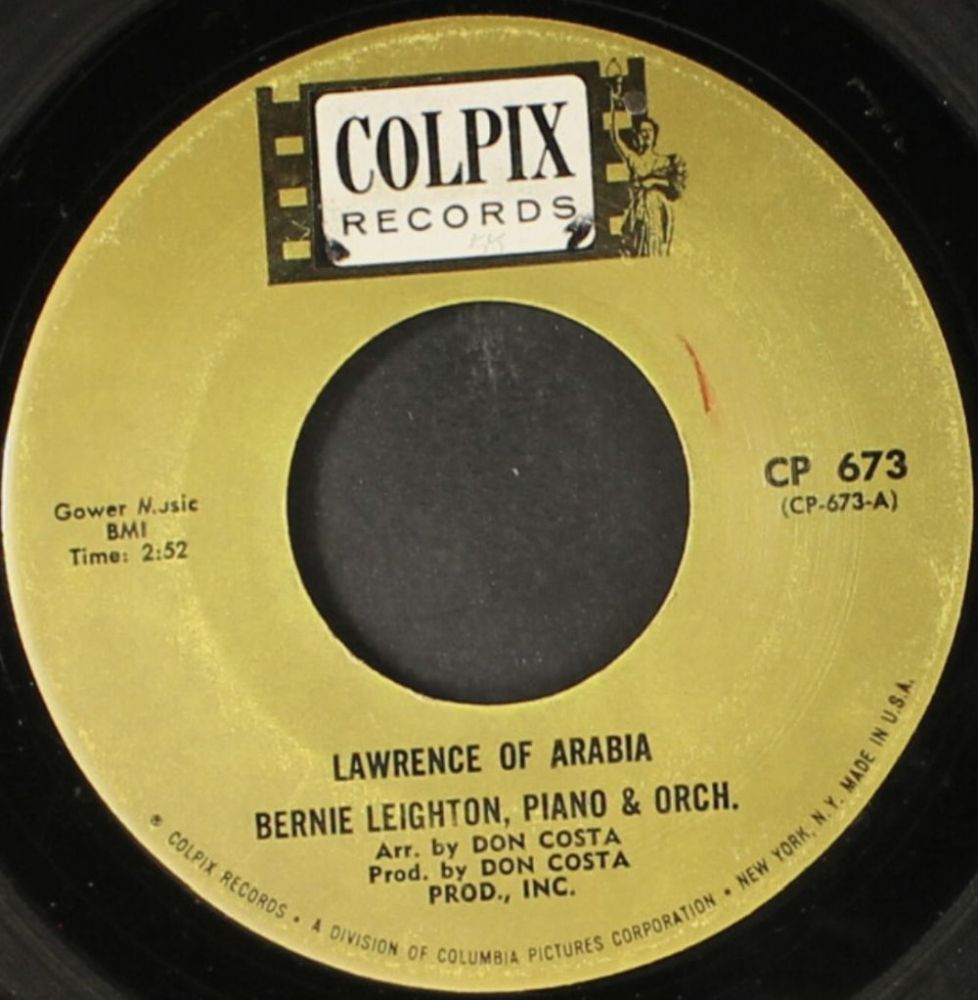 COLPIX
RECORDS
CP 673
(CP-673-A)
Gower Music
BMI
Time: 2:52
LAWRENCE OF ARABIA
BERNIE LEIGHTON, PIANO & ORCH.
Arr. by DON COSTA
Prod. by DON COSTA
PROD., INC.
® COLPIX RECORDS • A DIVISION OF COLUMBIA PICTURES CORPORATION • NEW YORK, N.Y. MADE IN U.S.A.